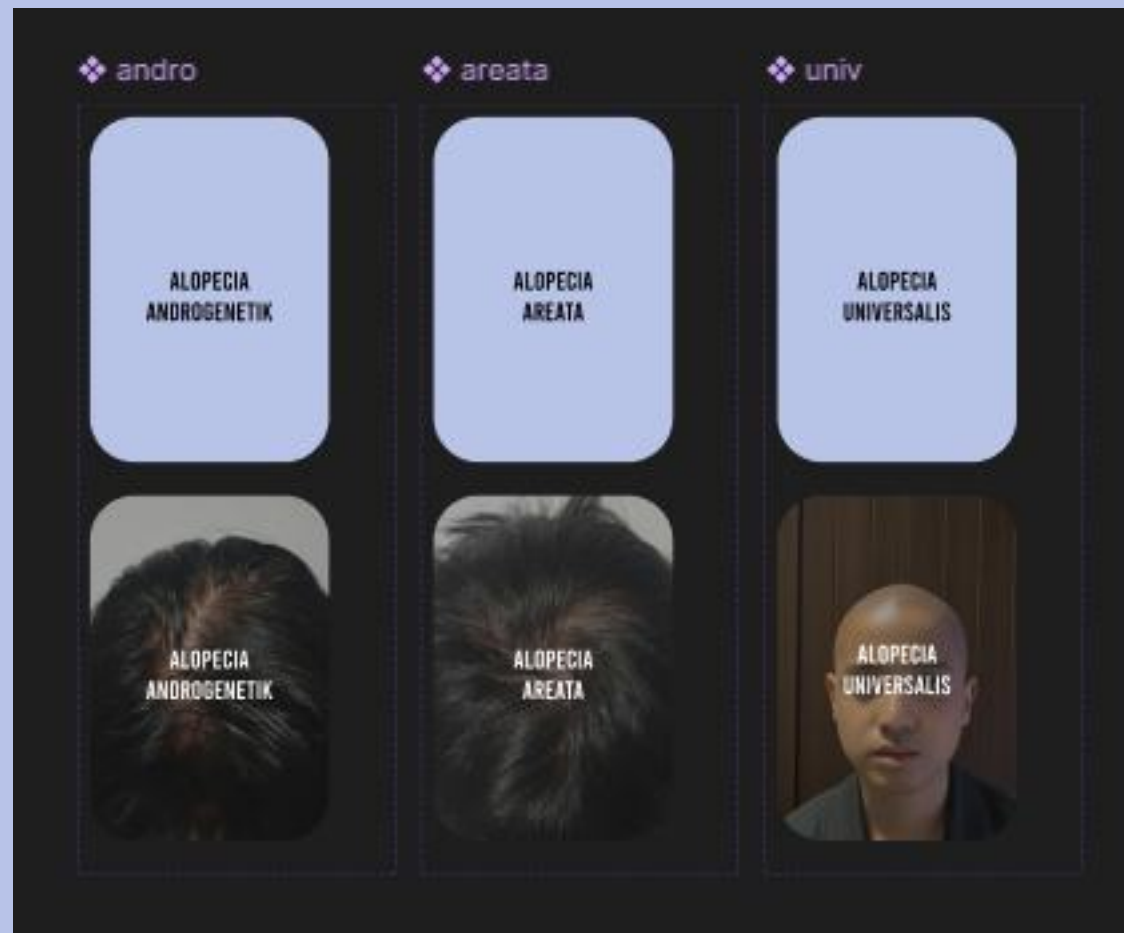 andro
areata
univ
ALOPECIA
ANDROGENETIK
ALOPECIA
AREATA
ALOPECIA
UNIVERSALIS
ALOPECIA
ANDROGENETIK
ALOPECIA
AREATA
ALOPECIA
UNIVERSALIS